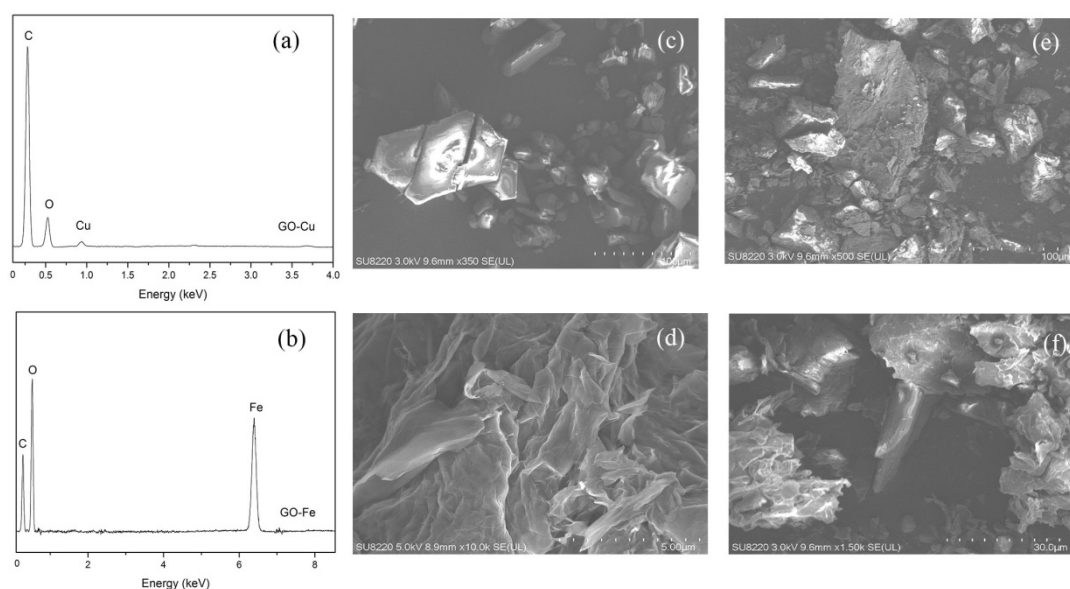 (a)
C
O
Cu
GO-Cu
0 0.5 1.0 1.5 2.0 2.5 3.0 3.5 4.0
Energy (keV)
(b)
C
O
Fe
GO-Fe
0 2 4 6 8
Energy (keV)
(c)
SU8220 3.0kV 9.6mm x350 SE(UL)
(d)
SU8220 5.0kV 8.9mm x10.0k SE(UL) 5.00µm
(e)
SU8220 3.0kV 9.6mm x500 SE(UL) 100µm
(f)
SU8220 3.0kV 9.6mm x1.50k SE(UL) 30.0µm